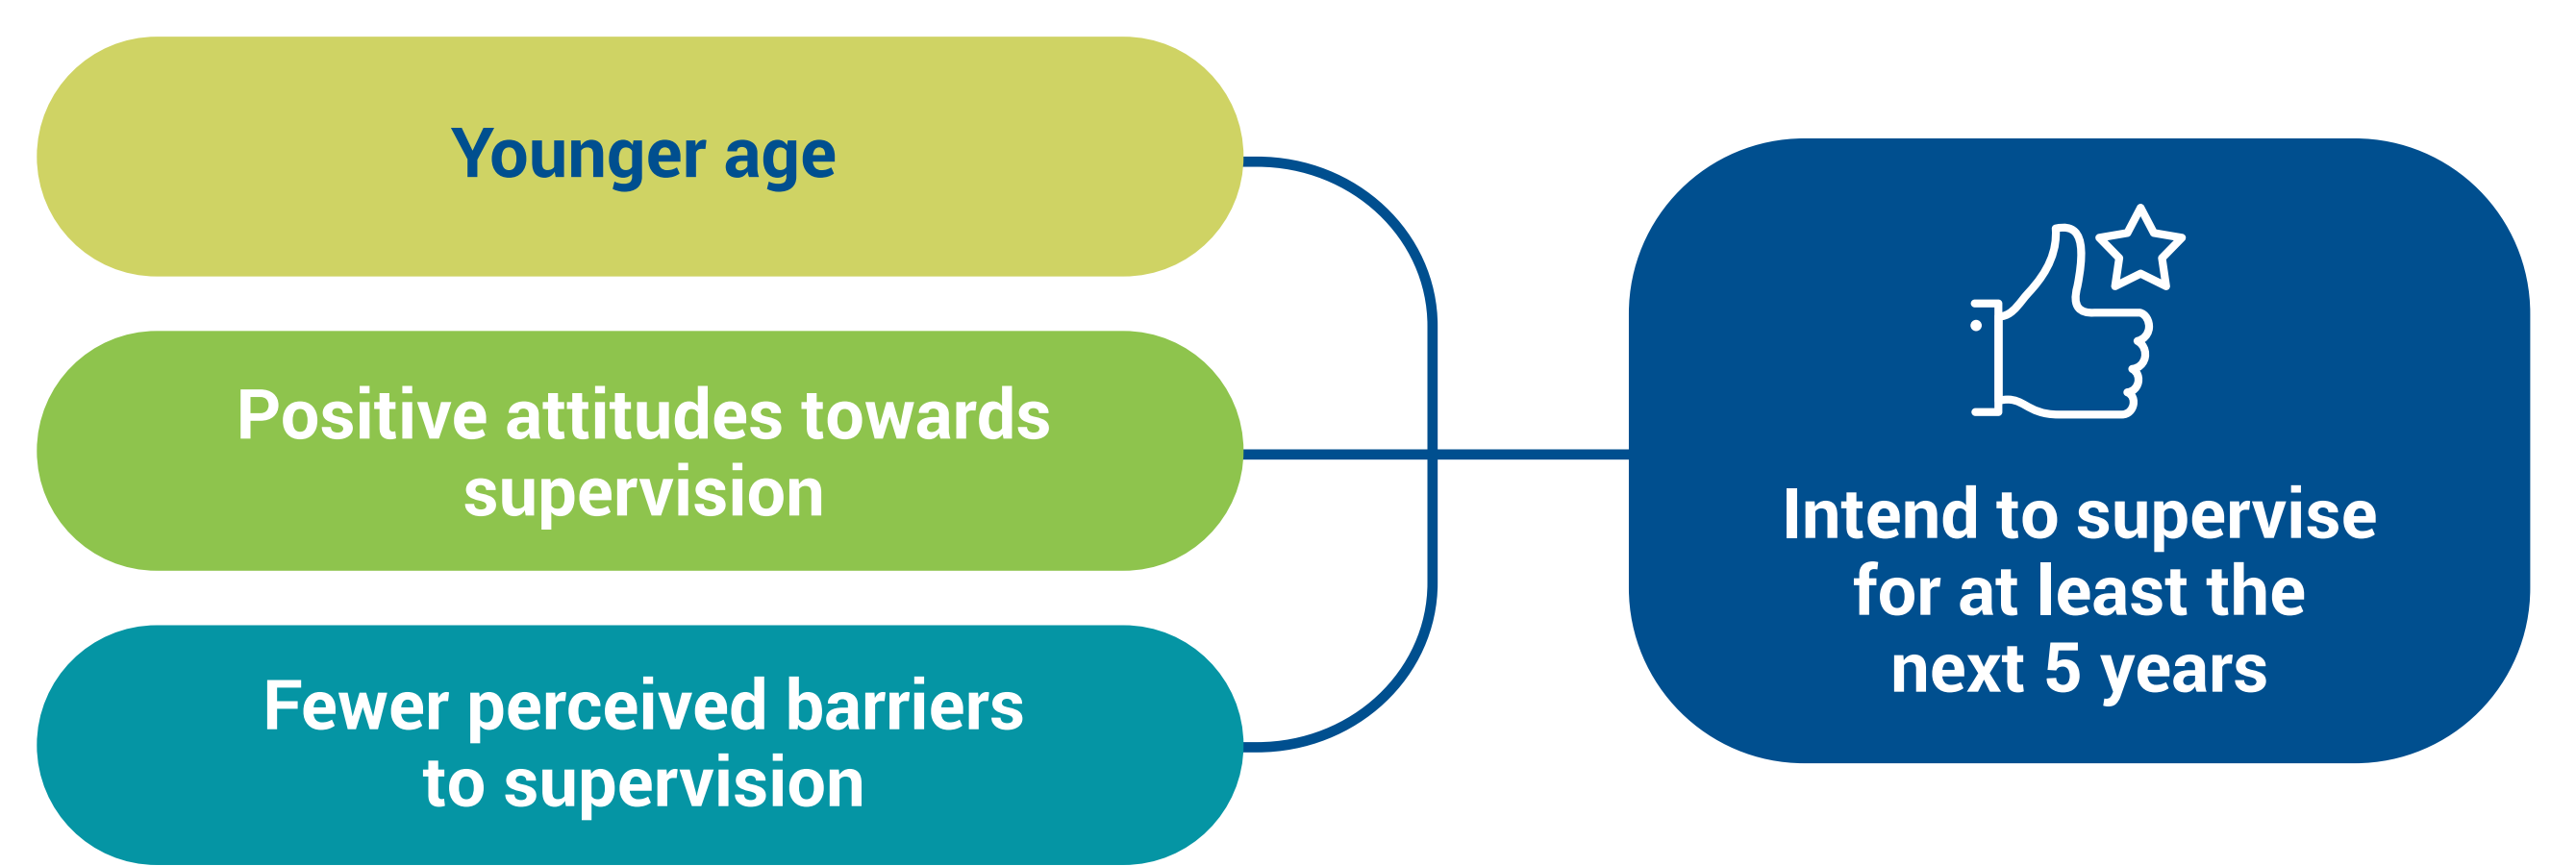 Younger age
Positive attitudes towards
supervision
Fewer perceived barriers
to supervision
Intend to supervise
for at least the
next 5 years